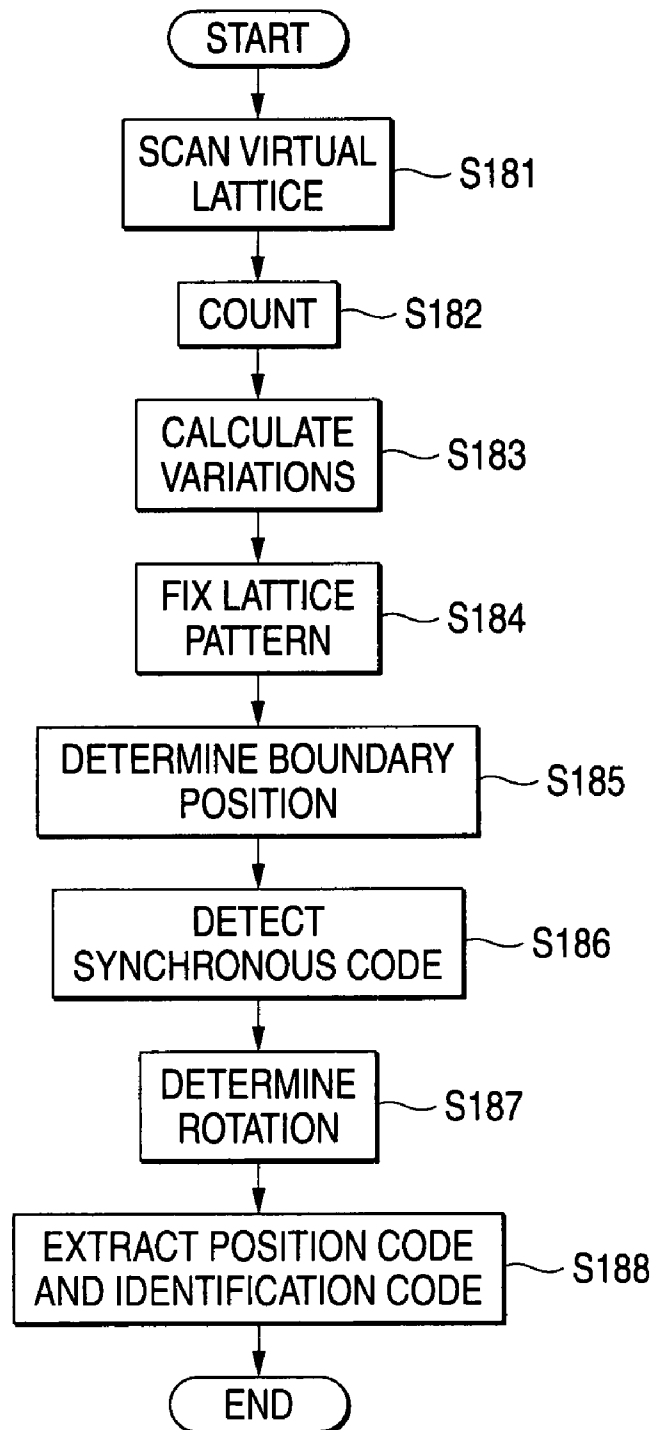 START
SCAN VIRTUAL
LATTICE
S181
COUNT
S182
CALCULATE
VARIATIONS
S183
FIX LATTICE
PATTERN
S184
DETERMINE BOUNDARY
POSITION
S185
DETECT
SYNCHRONOUS CODE
S186
DETERMINE
ROTATION
S187
EXTRACT POSITION CODE
AND IDENTIFICATION CODE
S188
END